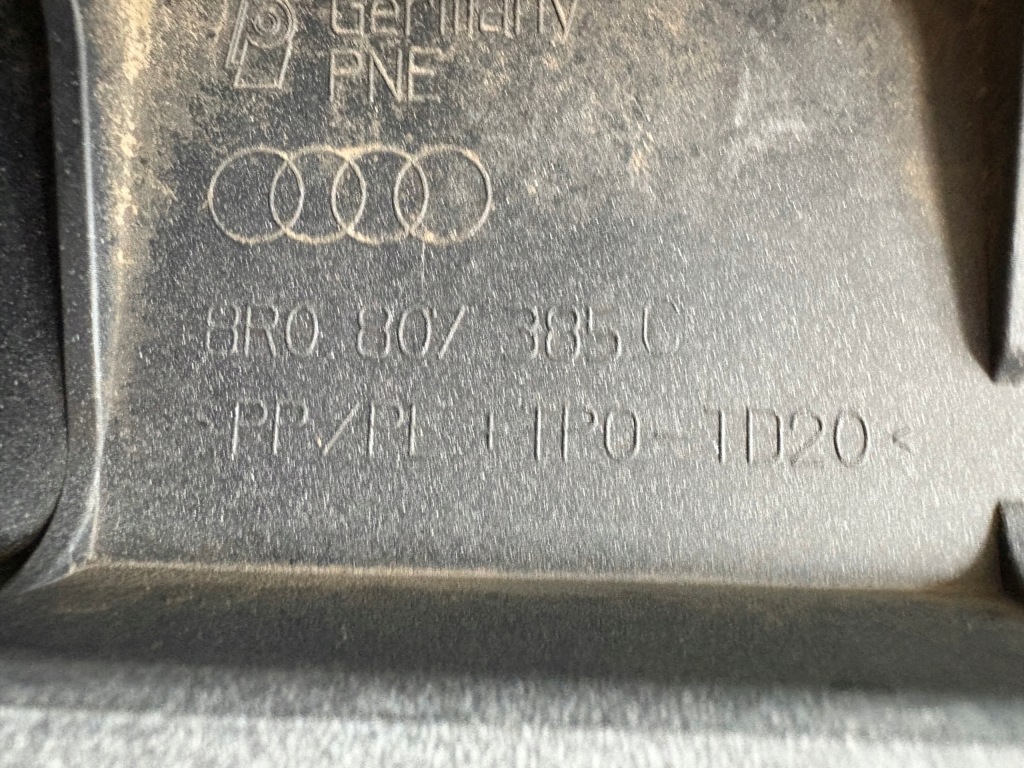 Germany
PNE
8R0 807 385 C
>PP/PE+TPO-TD20<